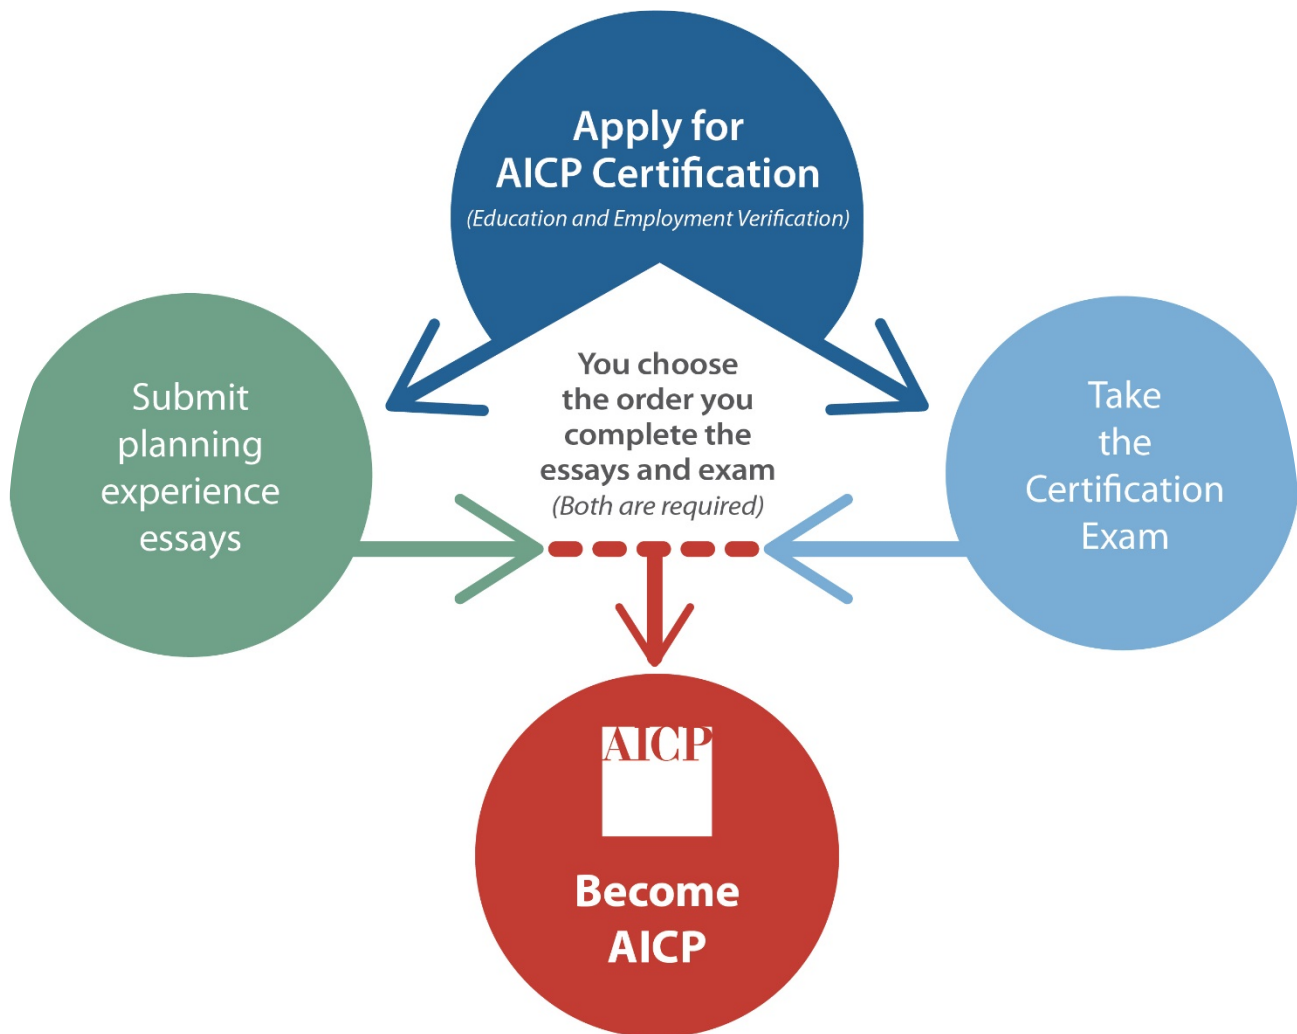 Apply for
AICP Certification
(Education and Employment Verification)
You choose
the order you
complete the
essays and exam
(Both are required)
Submit
planning
experience
essays
Take
the
Certification
Exam
AICP
Become
AICP